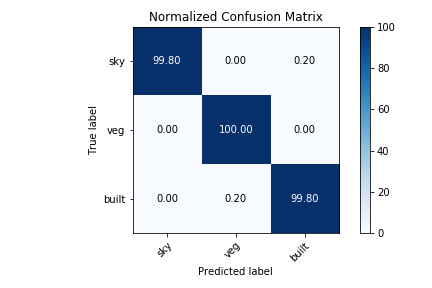 Normalized Confusion Matrix
True label
sky 99.80 0.00 0.20
veg 0.00 100.00 0.00
built 0.00 0.20 99.80
sky veg built
Predicted label
100
80
60
40
20
0